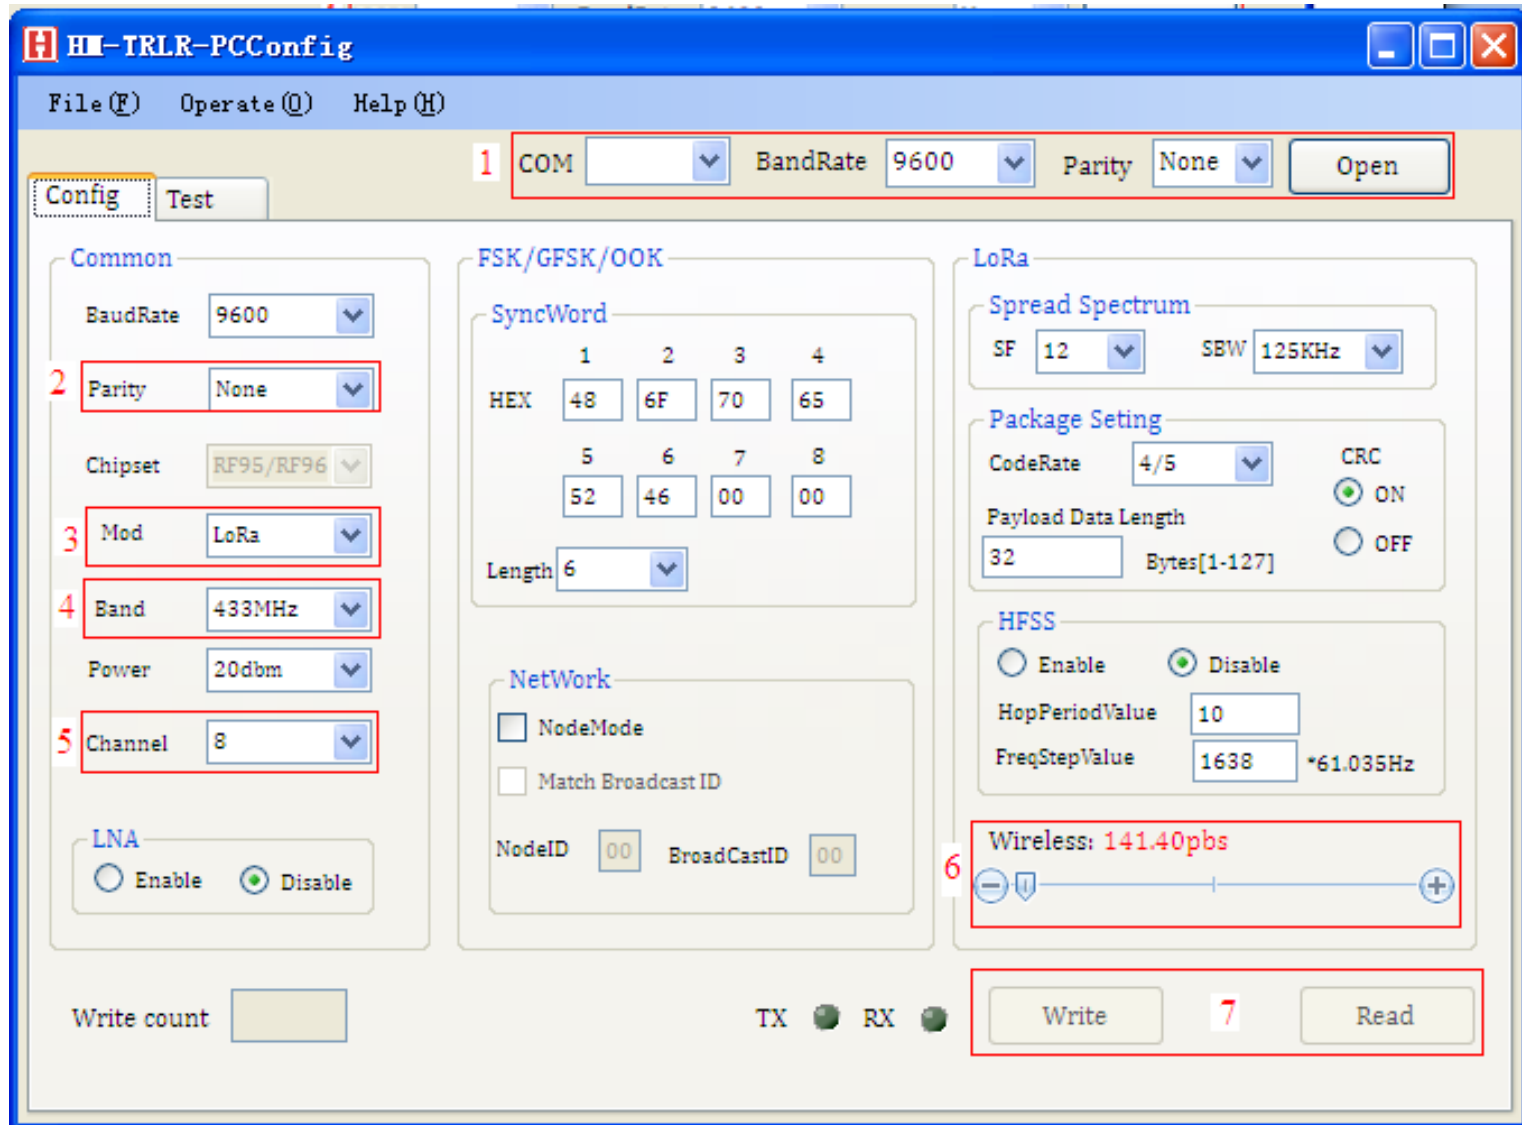 HM-TRLR-PCConfig
File(F) Operate(O) Help(H)
1 COM BandRate 9600 Parity None Open
Config Test
Common
BaudRate 9600
2 Parity None
Chipset RF95/RF96
3 Mod LoRa
4 Band 433MHz
Power 20dbm
5 Channel 8
LNA
Enable Disable
FSK/GFSK/OOK
SyncWord
1 2 3 4
HEX 48 6F 70 65
5 6 7 8
52 46 00 00
Length 6
NetWork
NodeMode
Match Broadcast ID
NodeID 00 BroadCastID 00
LoRa
Spread Spectrum
SF 12 SBW 125KHz
Package Seting
CodeRate 4/5 CRC
ON
Payload Data Length
OFF
32 Bytes[1-127]
HFSS
Enable Disable
HopPeriodValue 10
FreqStepValue 1638 *61.035Hz
Wireless: 141.40pbs
6
Write count TX RX Write 7 Read